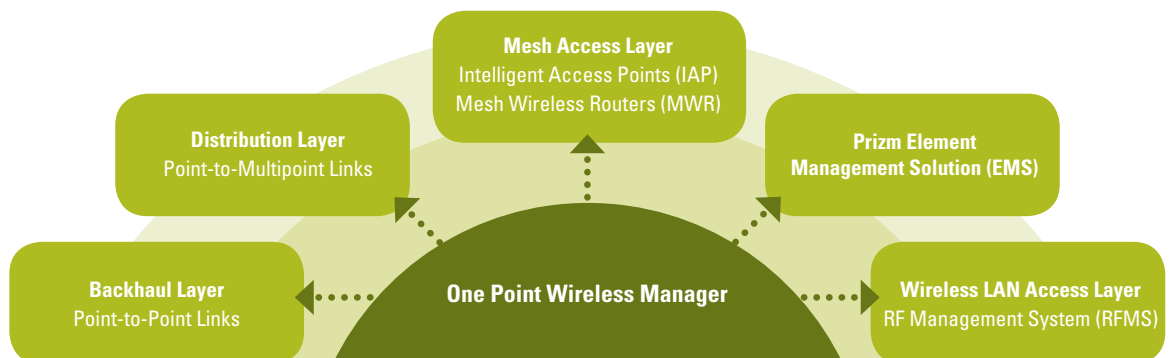 Mesh Access Layer
Intelligent Access Points (IAP)
Mesh Wireless Routers (MWR)
Distribution Layer
Point-to-Multipoint Links
Prizm Element
Management Solution (EMS)
Backhaul Layer
Point-to-Point Links
One Point Wireless Manager
Wireless LAN Access Layer
RF Management System (RFMS)